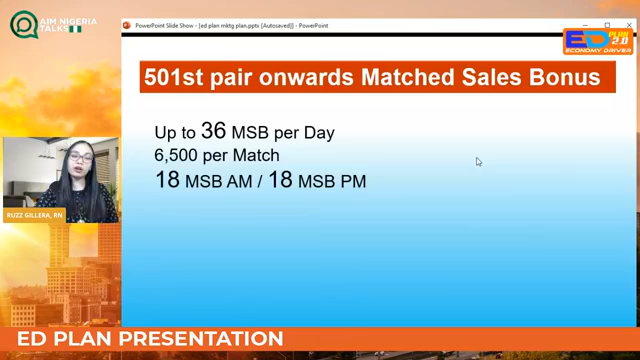 AIM NIGERIA
TALKS
PowerPoint Slide Show - [ed plan mktg plan.pptx [Autosaved]] - PowerPoint
ED PLAN 2.0
ECONOMY DRIVER
501st pair onwards Matched Sales Bonus
Up to 36 MSB per Day
6,500 per Match
18 MSB AM / 18 MSB PM
RUZZ GILLERA, RN
ED PLAN PRESENTATION